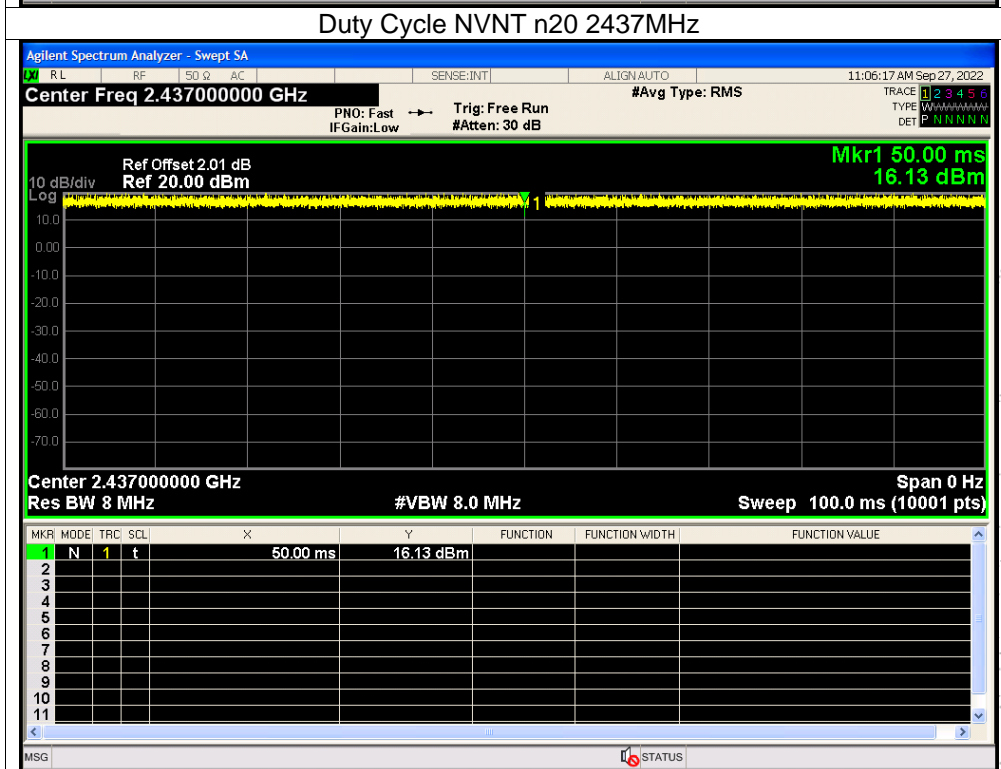 Duty Cycle NVNT n20 2437MHz
Agilent Spectrum Analyzer - Swept SA
LXI RL RF 50 Ω AC SENSE:INT ALIGN AUTO 11:06:17 AM Sep 27, 2022
Center Freq 2.437000000 GHz #Avg Type: RMS TRACE 1 2 3 4 5 6
PNO: Fast Trig: Free Run TYPE WWWWWW
IFGain:Low #Atten: 30 dB DET P N N N N N
Mkr1 50.00 ms
Ref Offset 2.01 dB
10 dB/div Ref 20.00 dBm 16.13 dBm
Log
1
10.0
0.00
-10.0
-20.0
-30.0
-40.0
-50.0
-60.0
-70.0
Center 2.437000000 GHz Span 0 Hz
Res BW 8 MHz #VBW 8.0 MHz Sweep 100.0 ms (10001 pts)
MKR MODE TRC SCL X Y FUNCTION FUNCTION WIDTH FUNCTION VALUE
1 N 1 t 50.00 ms 16.13 dBm
2
3
4
5
6
7
8
9
10
11
MSG STATUS